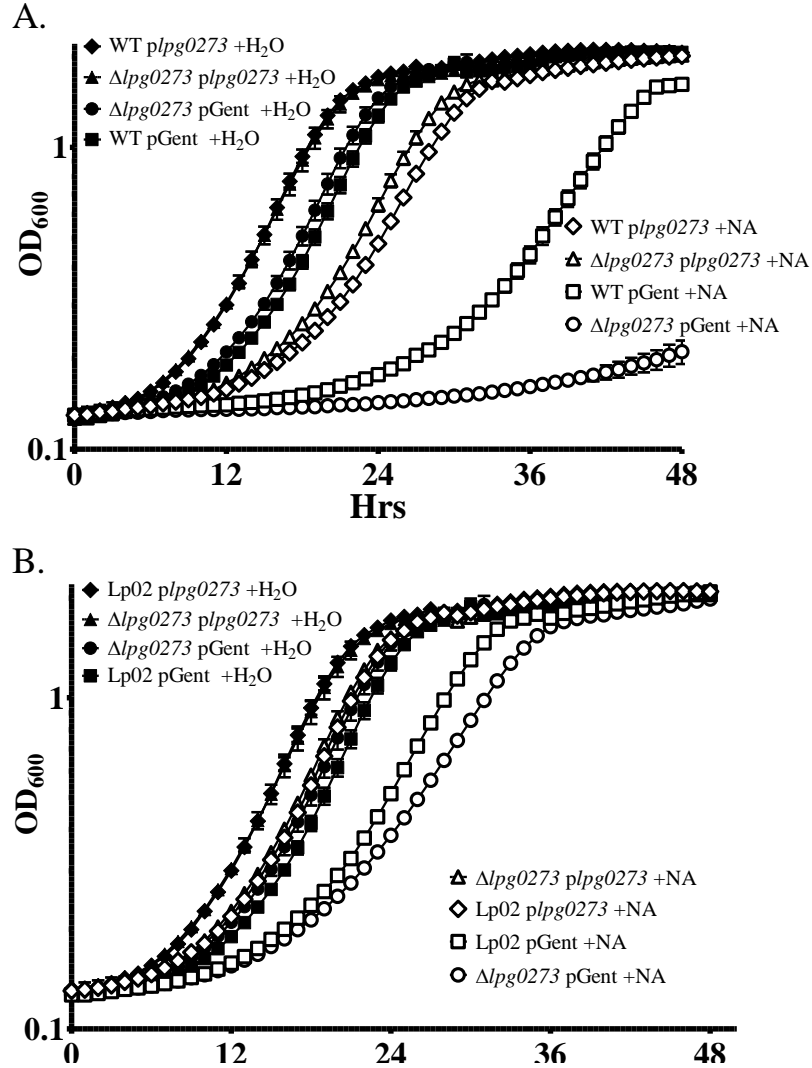 A.
WT plpg0273 +H₂O
Δlpg0273 plpg0273 +H₂O
Δlpg0273 pGent +H₂O
WT pGent +H₂O
1
OD₆₀₀
WT plpg0273 +NA
Δlpg0273 plpg0273 +NA
WT pGent +NA
Δlpg0273 pGent +NA
0.1
0 12 24 36 48
Hrs
B.
Lp02 plpg0273 +H₂O
Δlpg0273 plpg0273 +H₂O
Δlpg0273 pGent +H₂O
Lp02 pGent +H₂O
1
OD₆₀₀
Δlpg0273 plpg0273 +NA
Lp02 plpg0273 +NA
Lp02 pGent +NA
Δlpg0273 pGent +NA
0.1
0 12 24 36 48